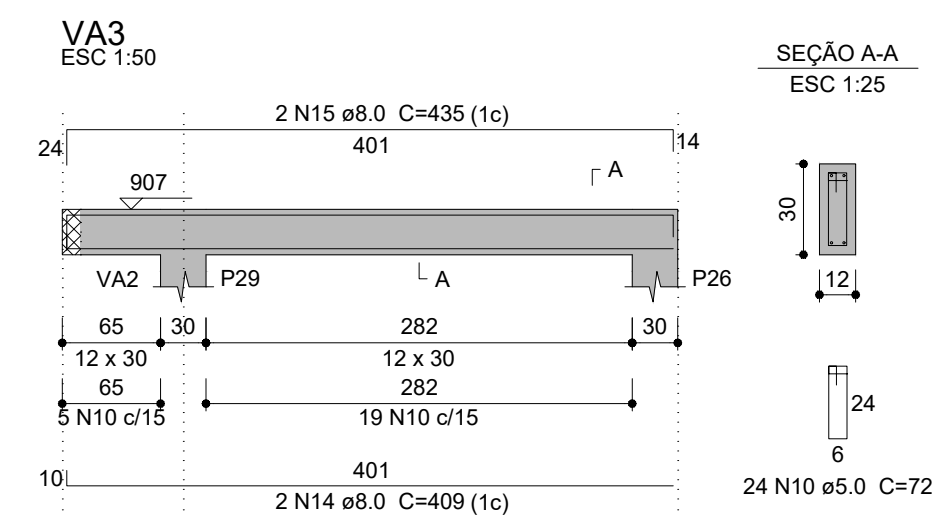 VA3
ESC 1:50
SEÇÃO A-A
ESC 1:25
2 N15 ø8.0 C=435 (1c)
24
401
14
A
907
30
VA2
P29
A
P26
12
65
30
282
30
12 x 30
12 x 30
65
282
5 N10 c/15
19 N10 c/15
24
6
10
401
24 N10 ø5.0 C=72
2 N14 ø8.0 C=409 (1c)